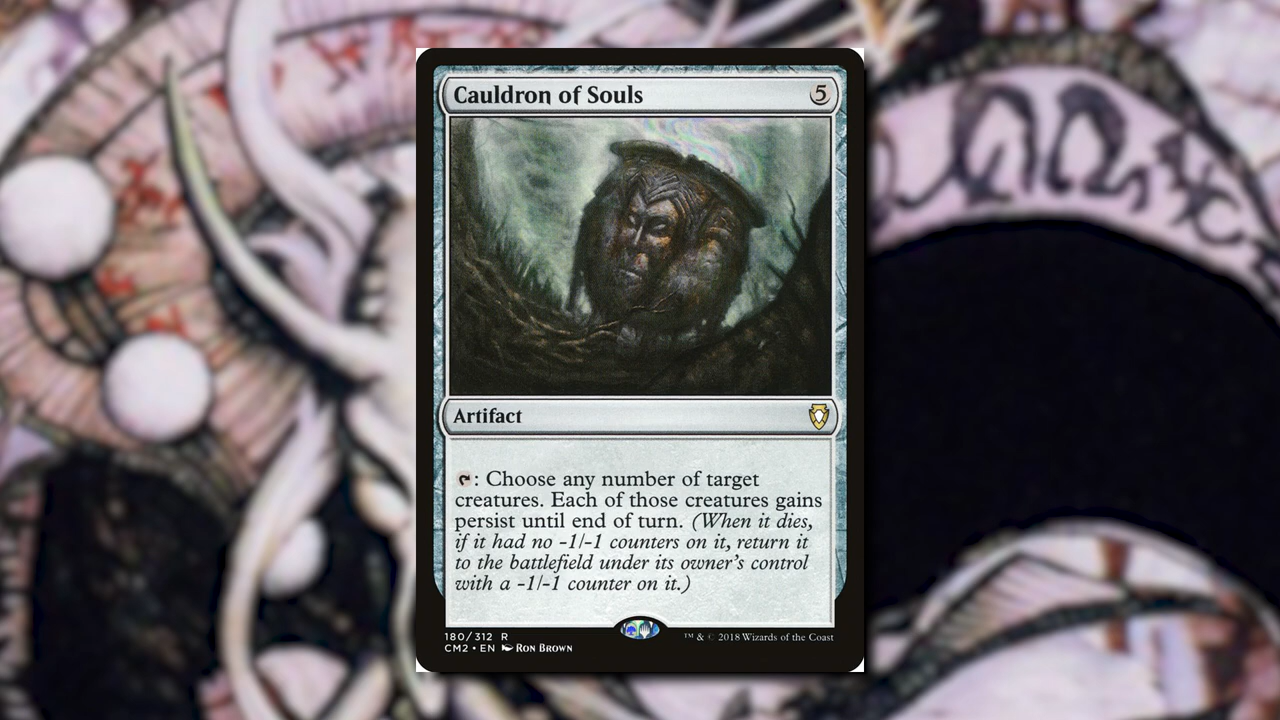 Cauldron of Souls 5
Artifact
: Choose any number of target
creatures. Each of those creatures gains
persist until end of turn. (When it dies,
if it had no -1/-1 counters on it, return it
to the battlefield under its owner's control
with a -1/-1 counter on it.)
180/312 R
CM2 • EN Ron Brown
™ & © 2018 Wizards of the Coast